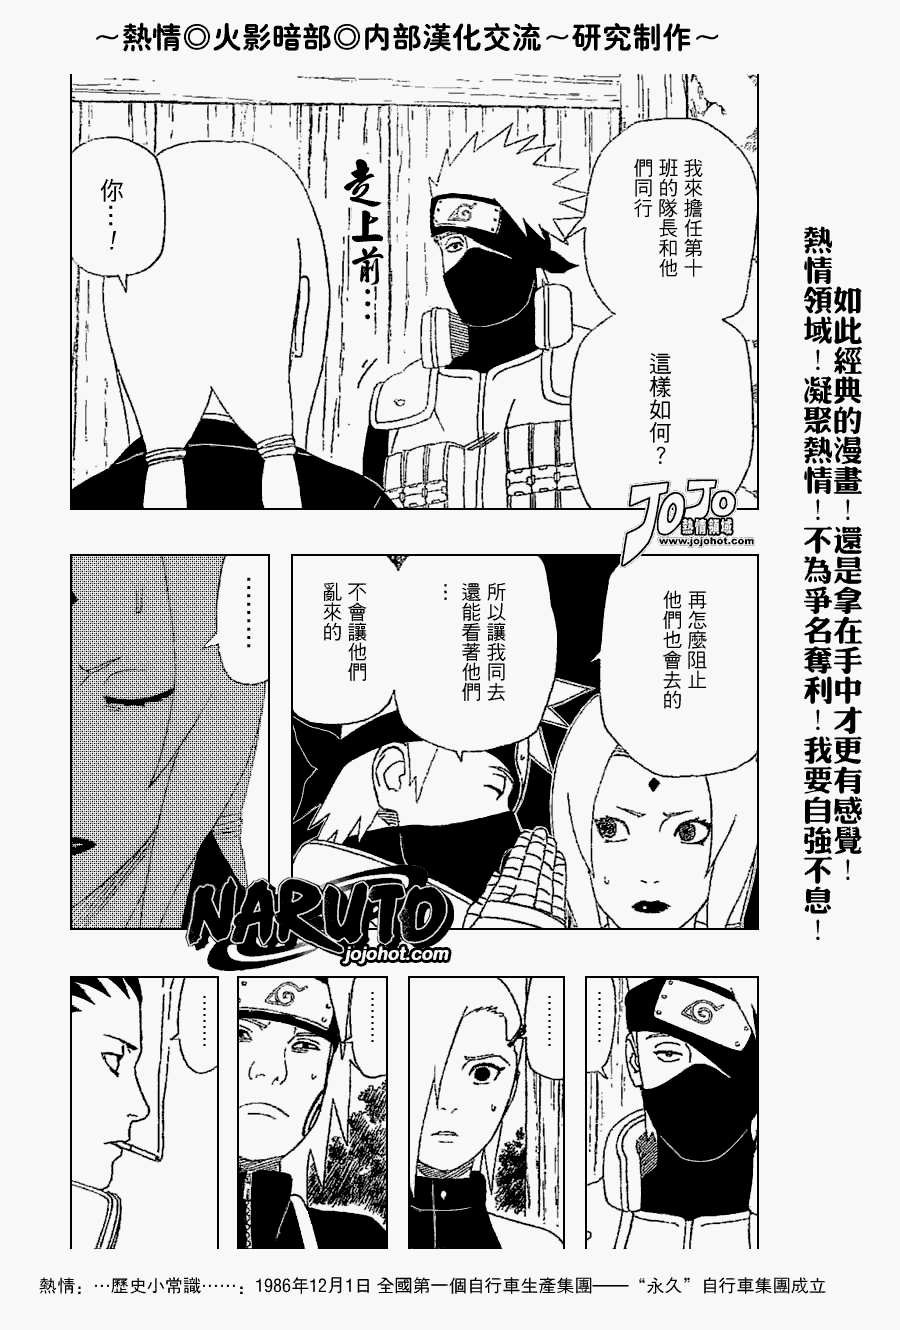 ～熱情◎火影暗部◎内部漢化交流～研究制作～
我來擔任第十
班的隊長和他
們同行
這樣如何？
走上前…
你…！
JOJO
熱情領域
www.jojohot.com
再怎麼阻止
他們也會去的
所以讓我同去
還能看著他們
…
不會讓他們
亂來的
………
NARUTO
jojohot.com
……
……
……
……
如此經典的漫畫！還是拿在手中才更有感覺！
熱情領域！凝聚熱情！不為爭名奪利！我要自強不息！
熱情：…歷史小常識……：1986年12月1日 全國第一個自行車生產集團——“永久”自行車集團成立